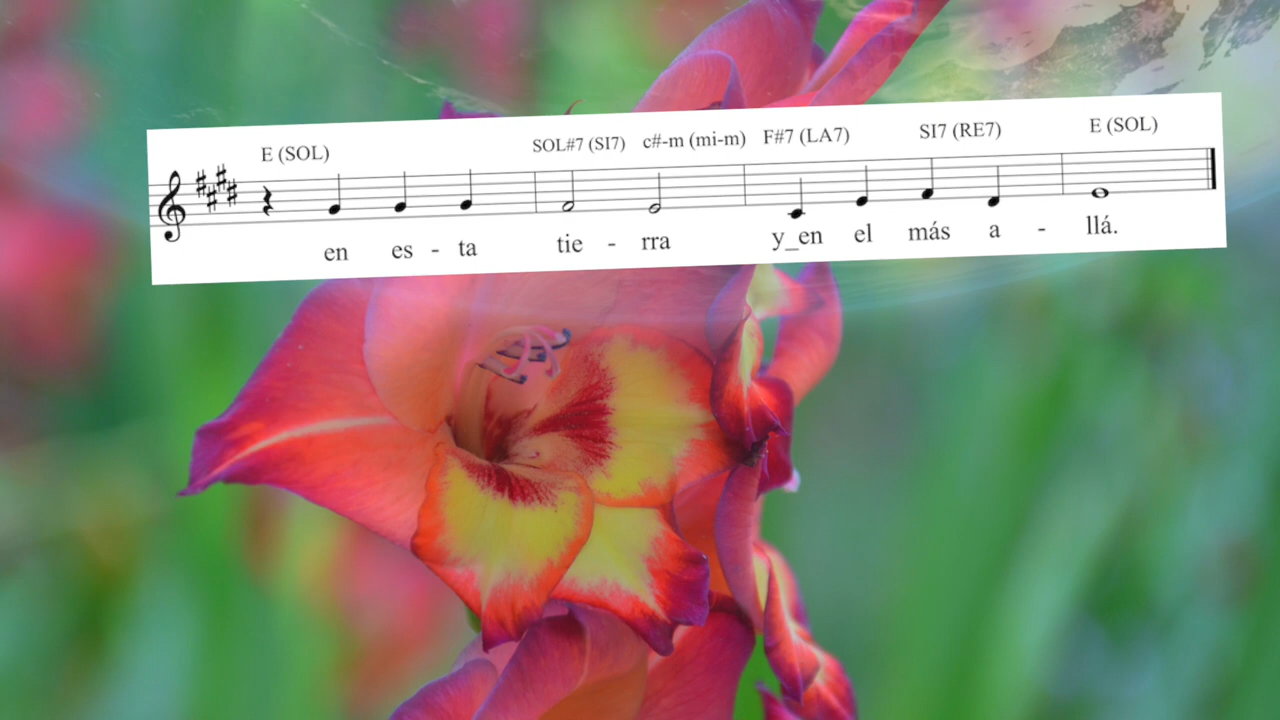 E (SOL) SOL#7 (SI7) c#-m (mi-m) F#7 (LA7) SI7 (RE7) E (SOL)
en es - ta tie - rra y_en el más a - llá.